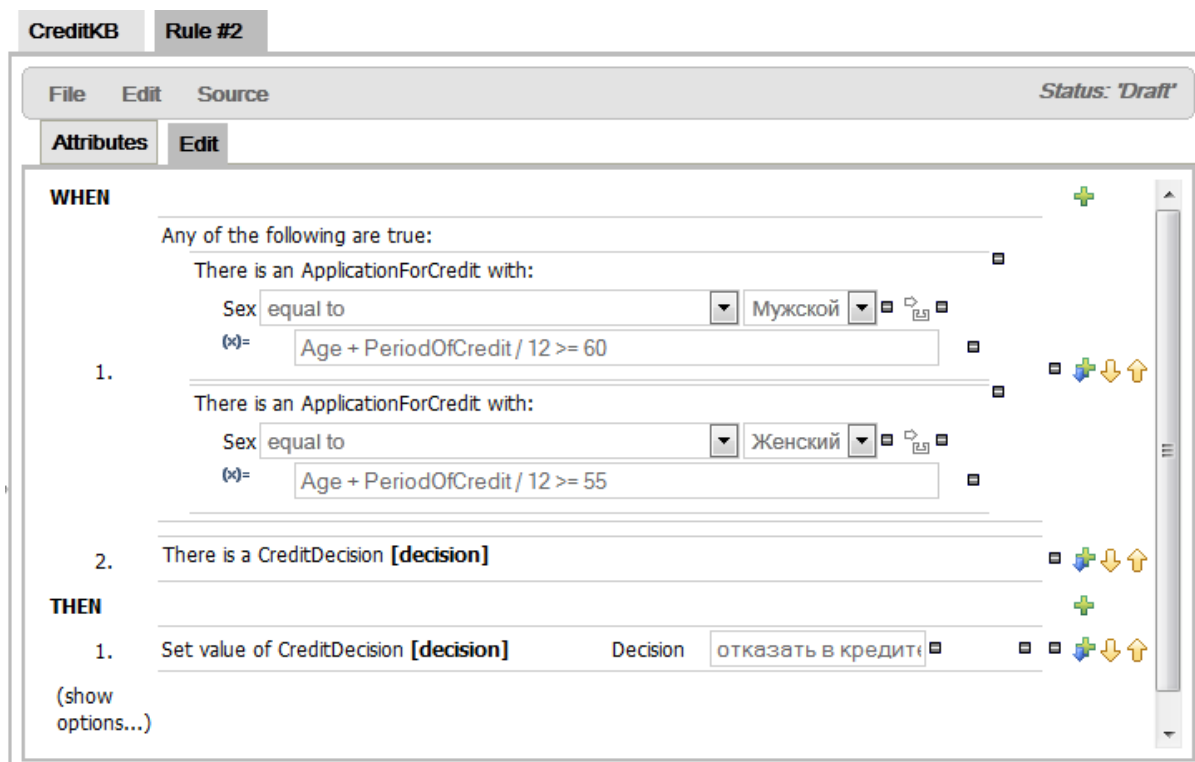 CreditKB Rule #2
File Edit Source Status: 'Draft'
Attributes Edit
WHEN
Any of the following are true:
There is an ApplicationForCredit with:
Sex equal to Мужской
(x)= Age + PeriodOfCredit / 12 >= 60
1.
There is an ApplicationForCredit with:
Sex equal to Женский
(x)= Age + PeriodOfCredit / 12 >= 55
2. There is a CreditDecision [decision]
THEN
1. Set value of CreditDecision [decision] Decision отказать в кредите
(show
options...)